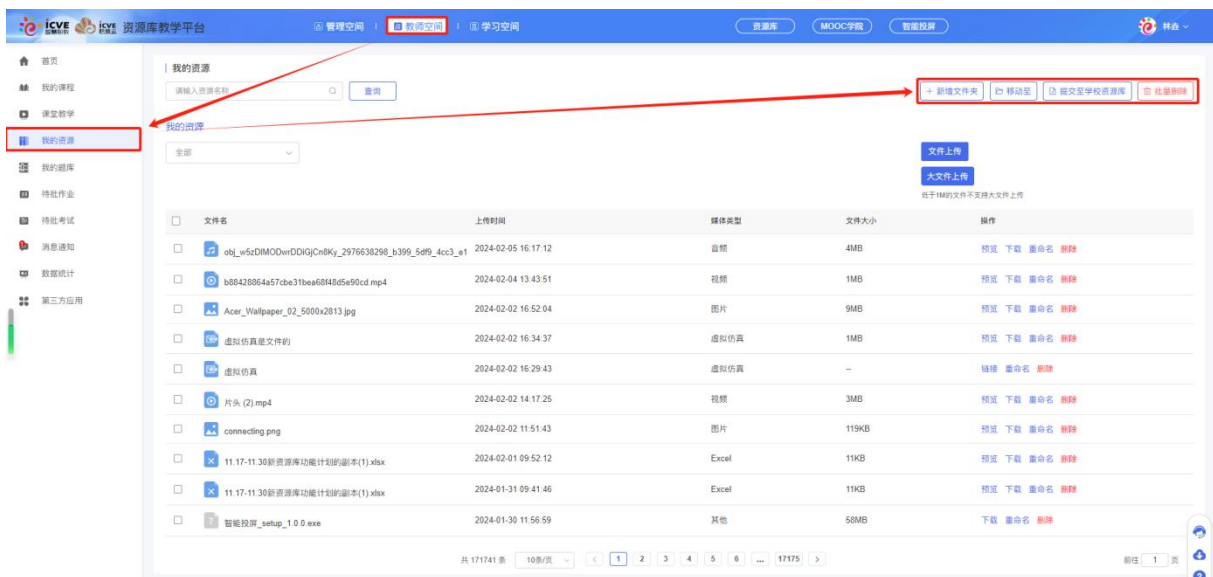 icve 智慧职教 icve 资源库教学平台 管理空间 教师空间 学习空间 资源库 MOOC学院 智能投屏 林垚
首页
我的课程
课堂教学
我的资源
我的题库
待批作业
待批考试
消息通知
数据统计
第三方应用
我的资源
请输入资源名称 查询 + 新增文件夹 移动至 提交至学校资源库 批量删除
我的资源
全部 文件上传
大文件上传
低于1M的文件不支持大文件上传
文件名 上传时间 媒体类型 文件大小 操作
obj_w5zDlMODwrDDiGjCn8Ky_2976638298_b399_5df9_4cc3_e1 2024-02-05 16:17:12 音频 4MB 预览 下载 重命名 删除
b88428864a57cbe31bea68f48d5e90cd.mp4 2024-02-04 13:43:51 视频 1MB 预览 下载 重命名 删除
Acer_Wallpaper_02_5000x2813.jpg 2024-02-02 16:52:04 图片 9MB 预览 下载 重命名 删除
虚拟仿真是文件的 2024-02-02 16:34:37 虚拟仿真 1MB 预览 下载 重命名 删除
虚拟仿真 2024-02-02 16:29:43 虚拟仿真 -- 链接 重命名 删除
片头 (2).mp4 2024-02-02 14:17:25 视频 3MB 预览 下载 重命名 删除
connecting.png 2024-02-02 11:51:43 图片 119KB 预览 下载 重命名 删除
11.17-11.30新资源库功能计划的副本(1).xlsx 2024-02-01 09:52:12 Excel 11KB 预览 下载 重命名 删除
11.17-11.30新资源库功能计划的副本(1).xlsx 2024-01-31 09:41:46 Excel 11KB 预览 下载 重命名 删除
智能投屏_setup_1.0.0.exe 2024-01-30 11:56:59 其他 58MB 下载 重命名 删除
共 171741 条 10条/页 < 1 2 3 4 5 6 ... 17175 > 前往 1 页